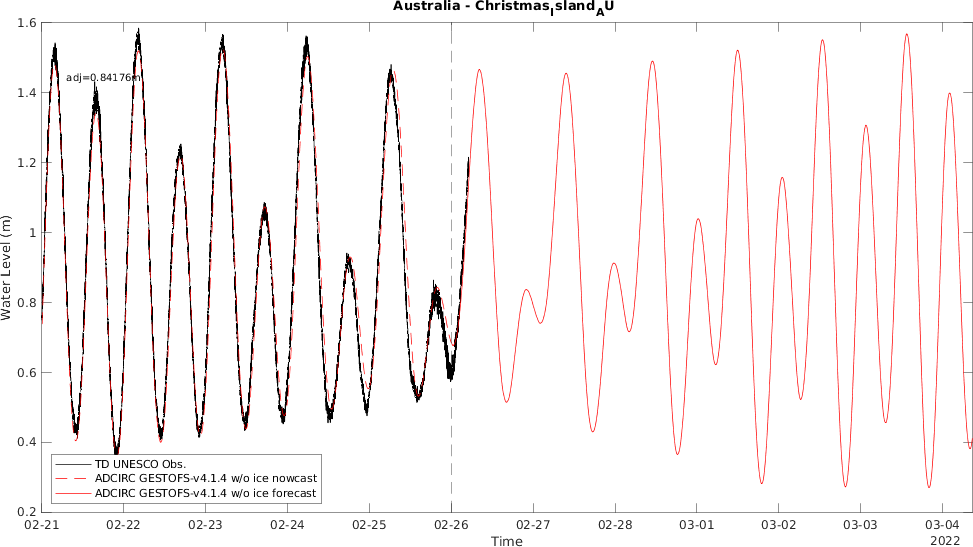 Australia - Christmas_Island_AU
1.6
adj=0.84176m
1.4
1.2
1
0.8
0.6
0.4
0.2
Water Level (m)
TD UNESCO Obs.
ADCIRC GESTOFS-v4.1.4 w/o ice nowcast
ADCIRC GESTOFS-v4.1.4 w/o ice forecast
02-21 02-22 02-23 02-24 02-25 02-26 02-27 02-28 03-01 03-02 03-03 03-04
Time
2022